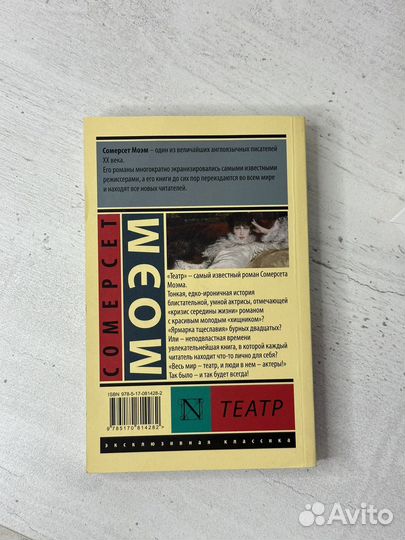 Сомерсет Моэм – один из величайших англоязычных писателей
XX века.
Его романы многократно экранизировались самыми известными
режиссерами, а его книги до сих пор переиздаются во всем мире
и находят все новых читателей.
СОМЕРСЕТ
МОЭМ
«Театр» – самый известный роман Сомерсета
Моэма.
Тонкая, едко-ироничная история
блистательной, умной актрисы, отмечающей
«кризис середины жизни» романом
с красивым молодым «хищником»?
«Ярмарка тщеславия» бурных двадцатых?
Или – неподвластная времени
увлекательнейшая книга, в которой каждый
читатель находит что-то лично для себя?
«Весь мир – театр, и люди в нем – актеры!»
Так было – и так будет всегда!
ISBN 978-5-17-081428-2
9 785170 814282 >
N
ТЕАТР
эксклюзивная классика
Avito